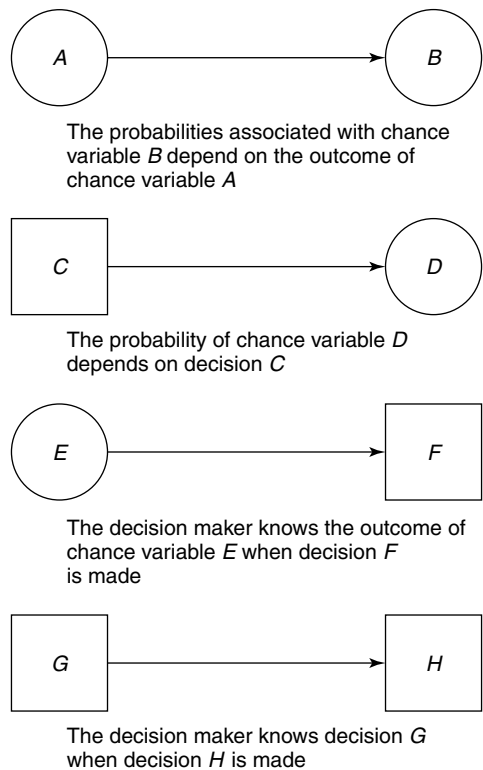 A B
The probabilities associated with chance
variable B depend on the outcome of
chance variable A
C D
The probability of chance variable D
depends on decision C
E F
The decision maker knows the outcome of
chance variable E when decision F
is made
G H
The decision maker knows decision G
when decision H is made